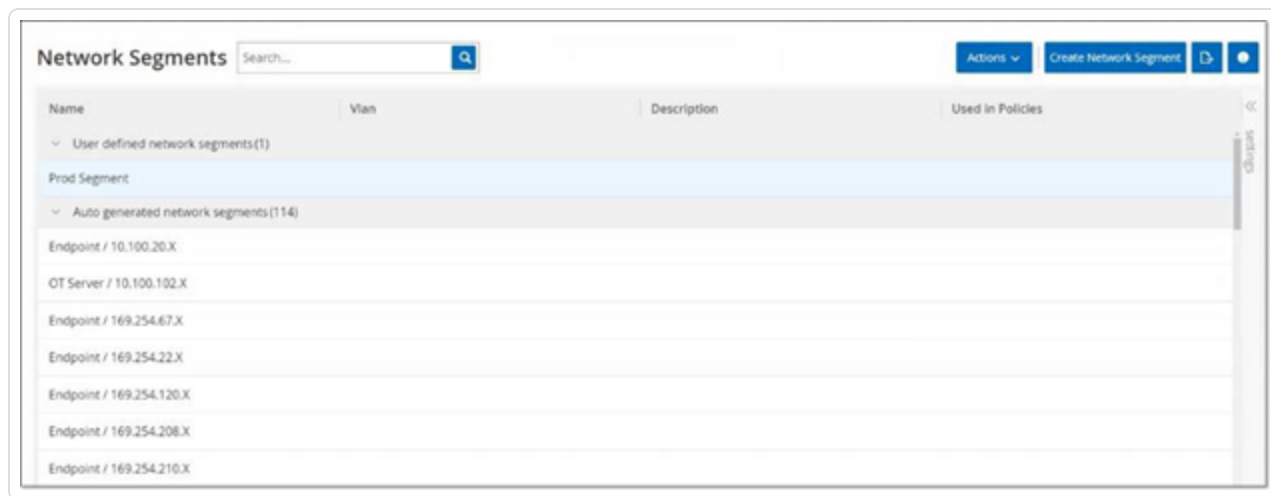 Network Segments Search... Actions Create Network Segment
Name Vlan Description Used in Policies
User defined network segments (1)
Prod Segment
Auto generated network segments (114)
Endpoint / 10.100.20.X
OT Server / 10.100.102.X
Endpoint / 169.254.67.X
Endpoint / 169.254.22.X
Endpoint / 169.254.120.X
Endpoint / 169.254.208.X
Endpoint / 169.254.210.X
settings